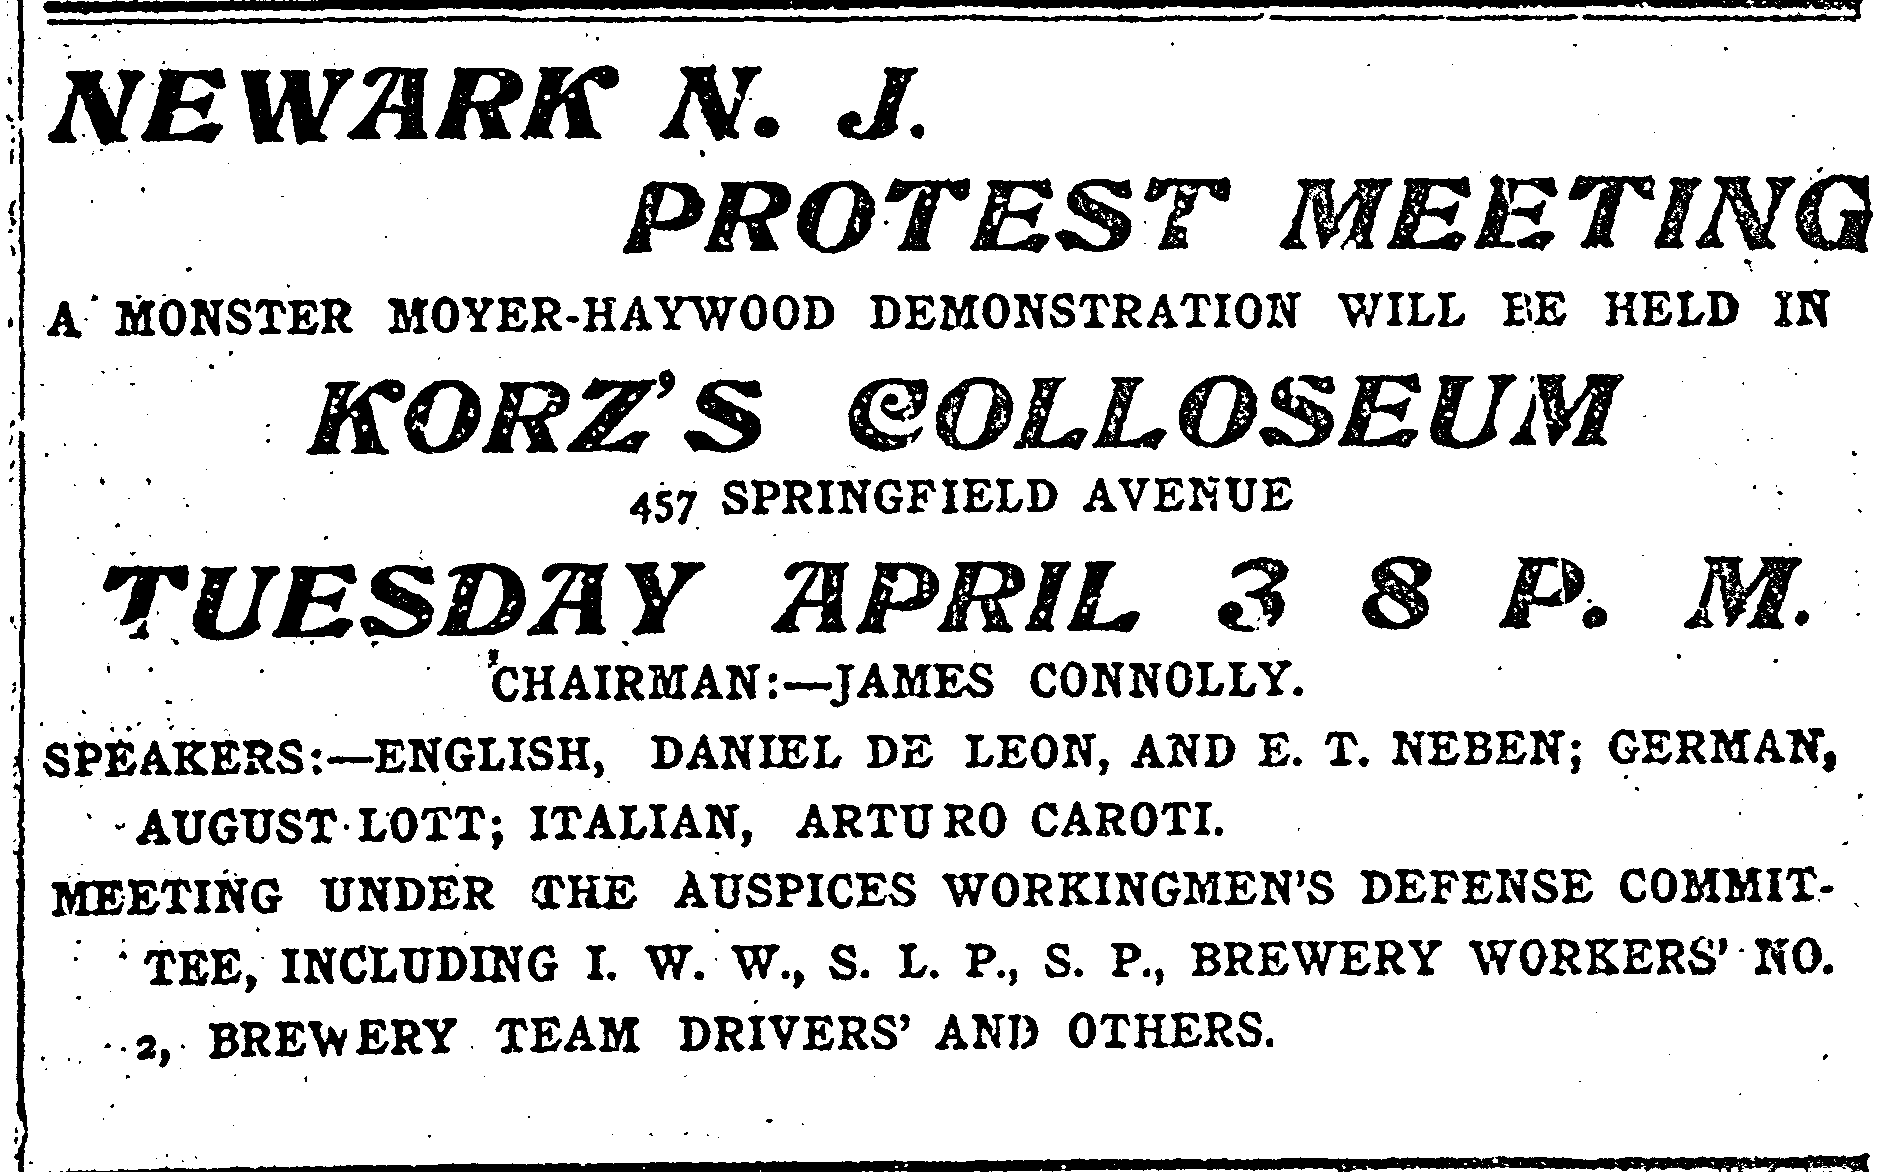 NEWARK N. J.
PROTEST MEETING
A MONSTER MOYER-HAYWOOD DEMONSTRATION WILL BE HELD IN
KORZ'S COLLOSEUM
457 SPRINGFIELD AVENUE
TUESDAY APRIL 3 8 P. M.
CHAIRMAN:—JAMES CONNOLLY.
SPEAKERS:—ENGLISH, DANIEL DE LEON, AND E. T. NEBEN; GERMAN,
AUGUST LOTT; ITALIAN, ARTURO CAROTI.
MEETING UNDER THE AUSPICES WORKINGMEN'S DEFENSE COMMIT-
TEE, INCLUDING I. W. W., S. L. P., S. P., BREWERY WORKERS' NO.
2, BREWERY TEAM DRIVERS' AND OTHERS.